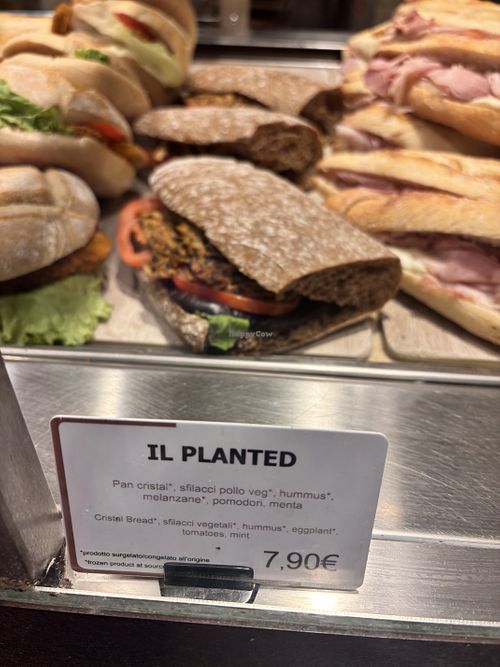 HappyCow
IL PLANTED
Pan cristal*, sfilacci pollo veg*, hummus*,
melanzane*, pomodori, menta
Cristal Bread*, sfilacci vegetali*, hummus*, eggplant*,
tomatoes, mint
*prodotto surgelato/congelato all'origine
*frozen product at source
7,90€